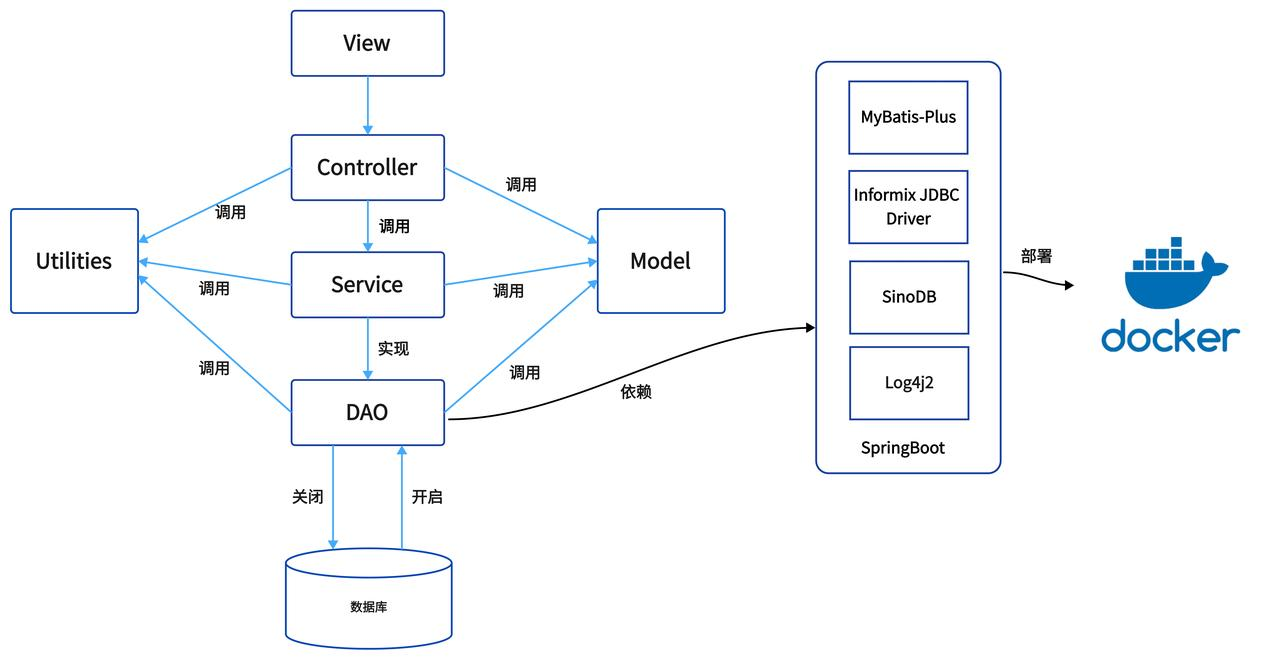 View
Controller
调用
调用
调用
Utilities
Service
Model
调用
调用
实现
调用
调用
DAO
依赖
关闭
开启
数据库
MyBatis-Plus
Informix JDBC
Driver
SinoDB
Log4j2
SpringBoot
部署
docker